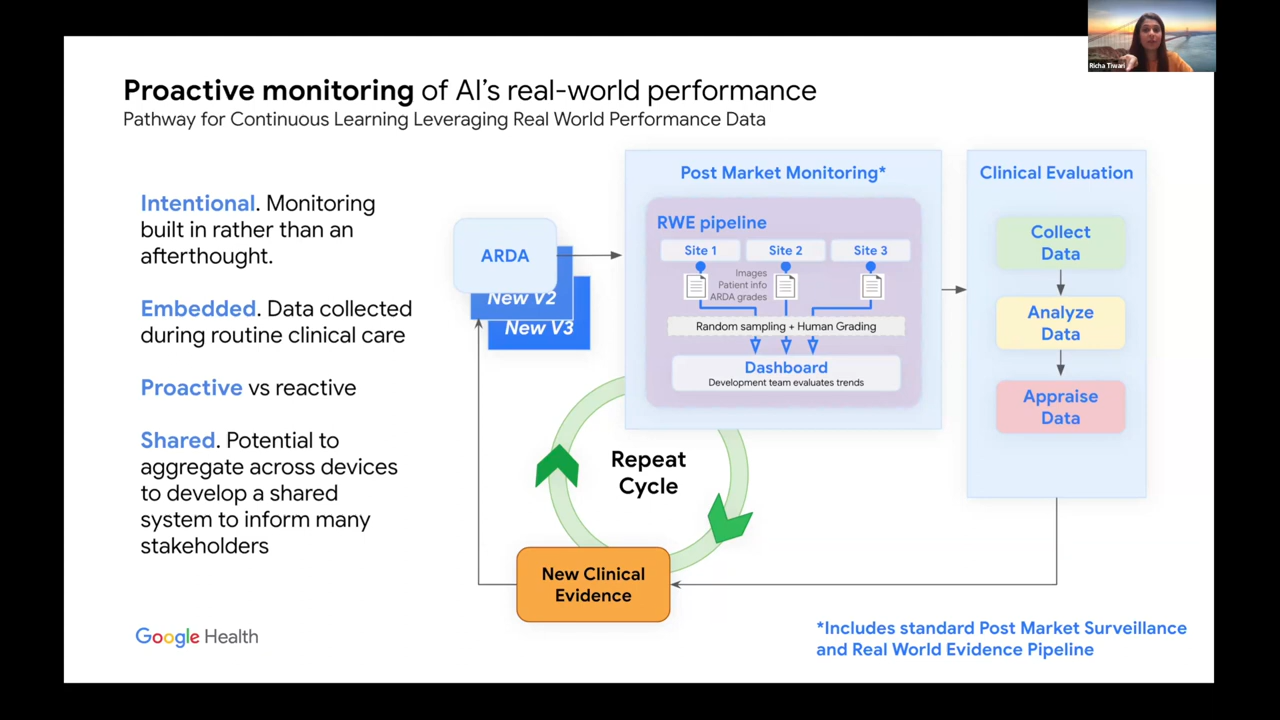 Richa Tiwari
Proactive monitoring of AI's real-world performance
Pathway for Continuous Learning Leveraging Real World Performance Data
Intentional. Monitoring
built in rather than an
afterthought.
Embedded. Data collected
during routine clinical care
Proactive vs reactive
Shared. Potential to
aggregate across devices
to develop a shared
system to inform many
stakeholders
ARDA
New V2
New V3
Post Market Monitoring*
RWE pipeline
Site 1
Site 2
Site 3
Images
Patient info
ARDA grades
Random sampling + Human Grading
Dashboard
Development team evaluates trends
Clinical Evaluation
Collect
Data
Analyze
Data
Appraise
Data
Repeat
Cycle
New Clinical
Evidence
Google Health
*Includes standard Post Market Surveillance
and Real World Evidence Pipeline